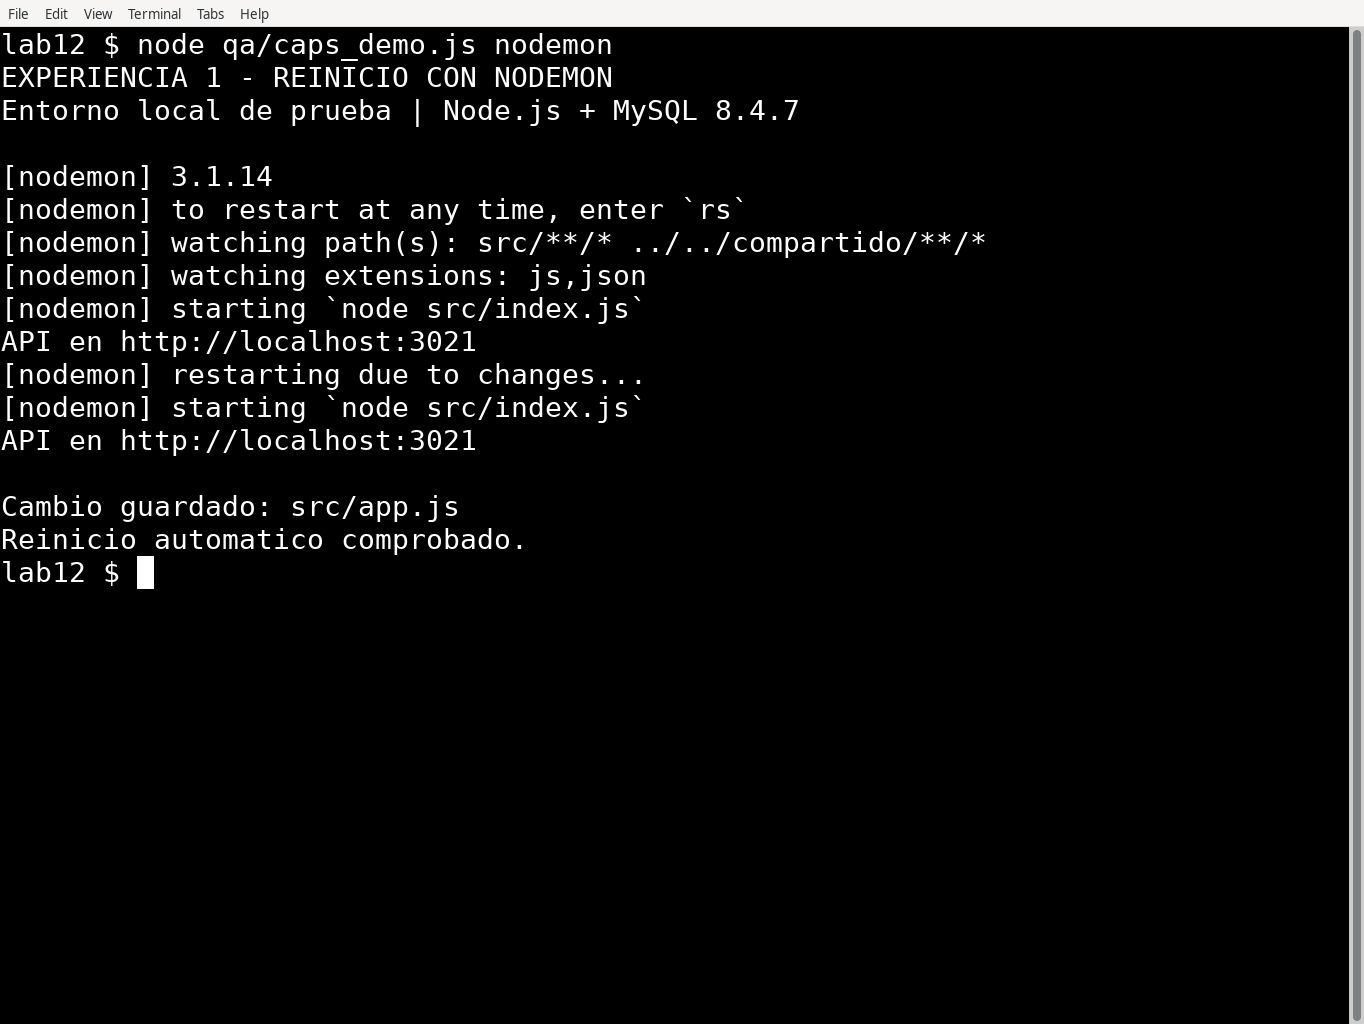 File Edit View Terminal Tabs Help
lab12 $ node qa/caps_demo.js nodemon
EXPERIENCIA 1 - REINICIO CON NODEMON
Entorno local de prueba | Node.js + MySQL 8.4.7
[nodemon] 3.1.14
[nodemon] to restart at any time, enter `rs`
[nodemon] watching path(s): src/**/* ../../compartido/**/*
[nodemon] watching extensions: js,json
[nodemon] starting `node src/index.js`
API en http://localhost:3021
[nodemon] restarting due to changes...
[nodemon] starting `node src/index.js`
API en http://localhost:3021
Cambio guardado: src/app.js
Reinicio automatico comprobado.
lab12 $